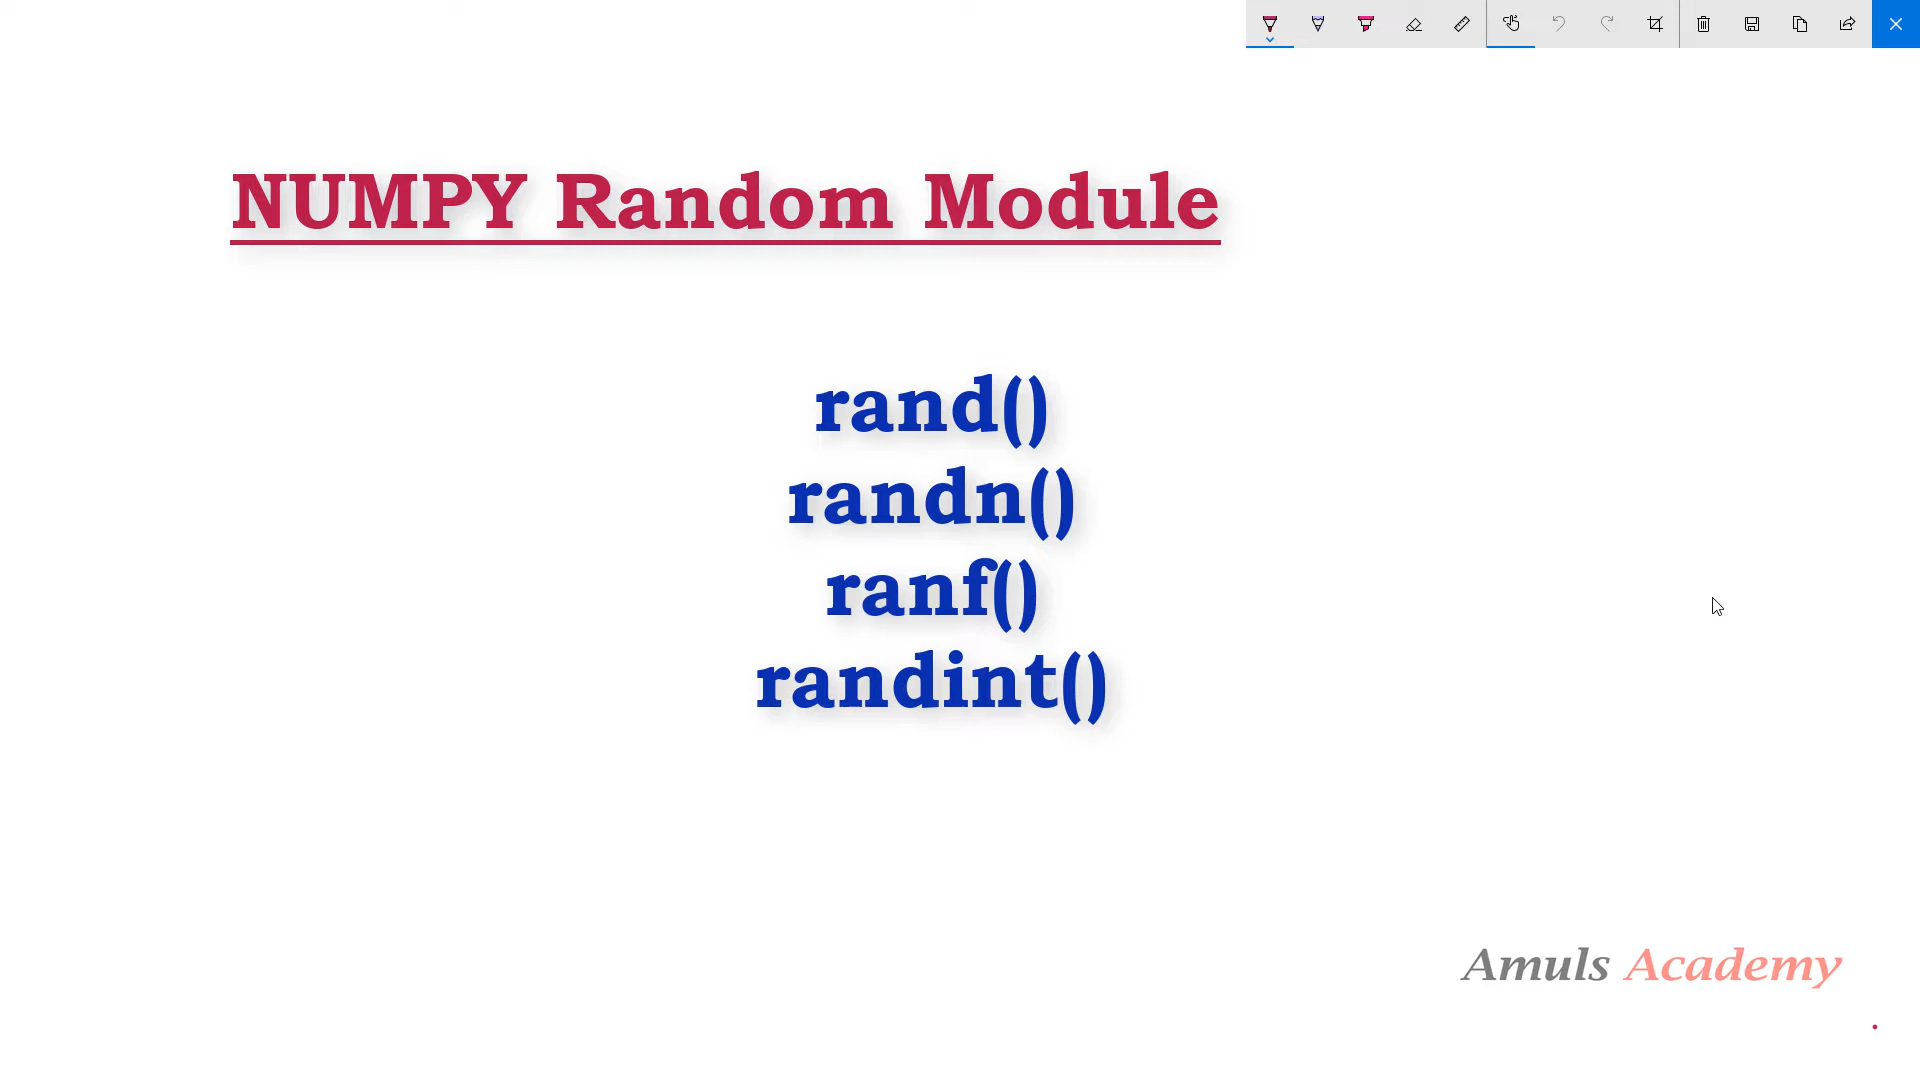 NUMPY Random Module
rand()
randn()
ranf()
randint()
Amuls Academy